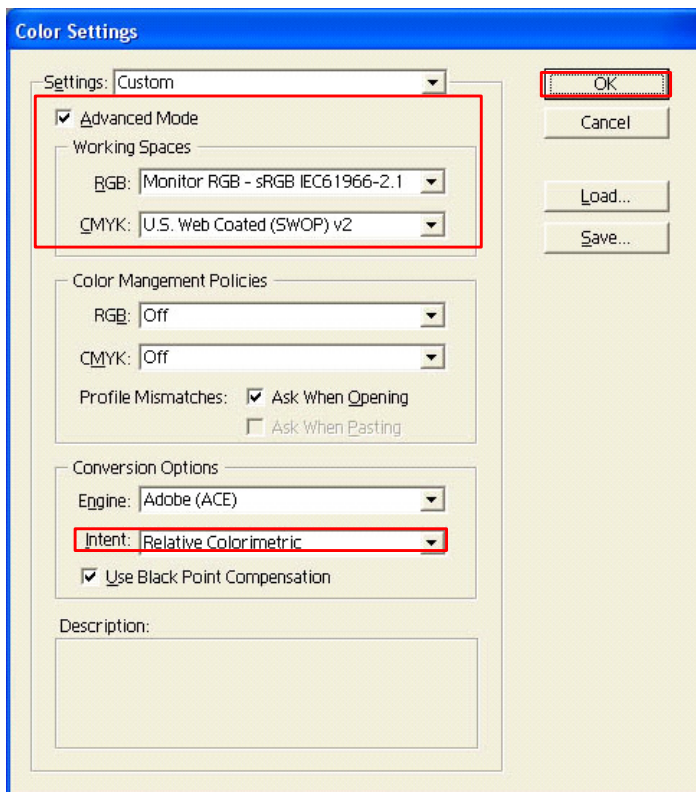 Color Settings
Settings: Custom
OK
Advanced Mode
Cancel
Working Spaces
RGB: Monitor RGB - sRGB IEC61966-2.1
Load...
CMYK: U.S. Web Coated (SWOP) v2
Save...
Color Mangement Policies
RGB: Off
CMYK: Off
Profile Mismatches: Ask When Opening
Ask When Pasting
Conversion Options
Engine: Adobe (ACE)
Intent: Relative Colorimetric
Use Black Point Compensation
Description: